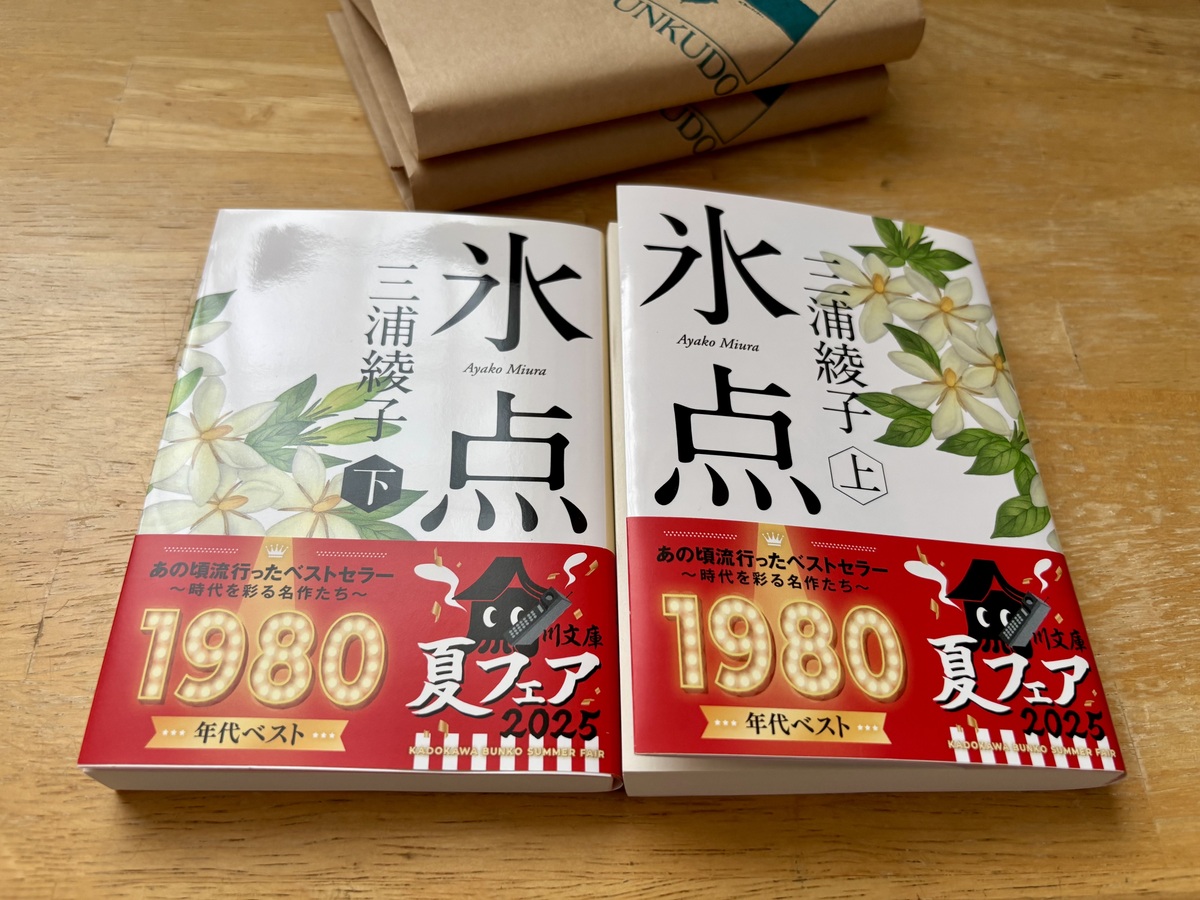 UNKUDO
UDO
氷点
Ayako Miura
三浦綾子
下
あの頃流行ったベストセラー
～時代を彩る名作たち～
1980
年代ベスト
川文庫
夏フェア
2025
KADOKAWA BUNKO SUMMER FAIR
氷点
Ayako Miura
三浦綾子
上
あの頃流行ったベストセラー
～時代を彩る名作たち～
1980
年代ベスト
川文庫
夏フェア
2025
KADOKAWA BUNKO SUMMER FAIR